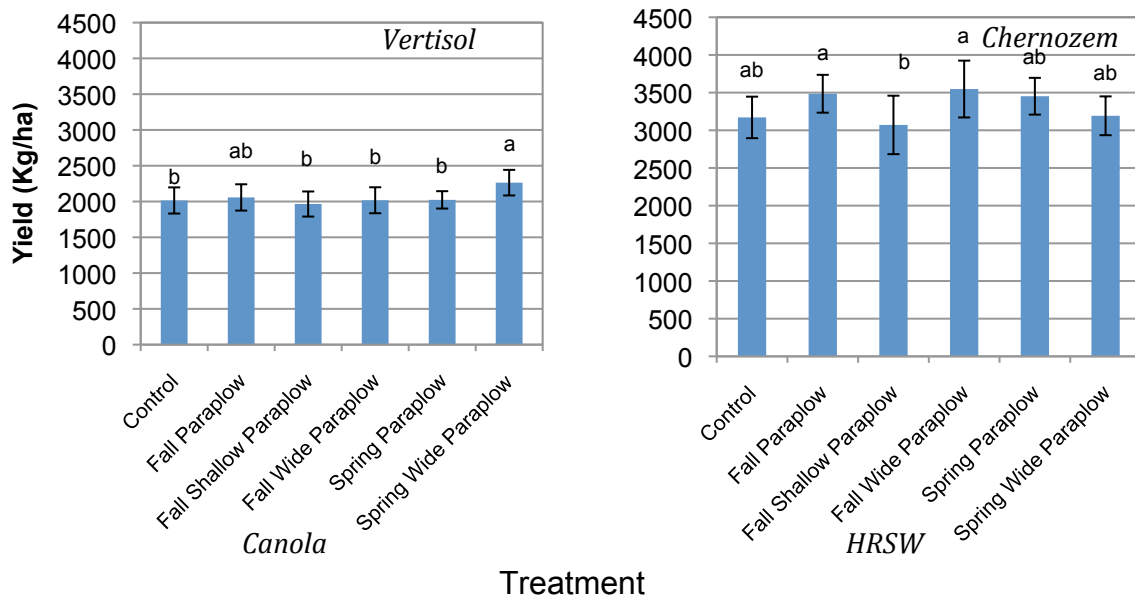 Yield (Kg/ha)
4500
4000
3500
3000
2500
2000
1500
1000
500
0
Vertisol
b
ab
b
b
b
a
Control
Fall Paraplow
Fall Shallow Paraplow
Fall Wide Paraplow
Spring Paraplow
Spring Wide Paraplow
Canola
4500
4000
3500
3000
2500
2000
1500
1000
500
0
Chernozem
ab
a
b
a
ab
ab
Control
Fall Paraplow
Fall Shallow Paraplow
Fall Wide Paraplow
Spring Paraplow
Spring Wide Paraplow
HRSW
Treatment